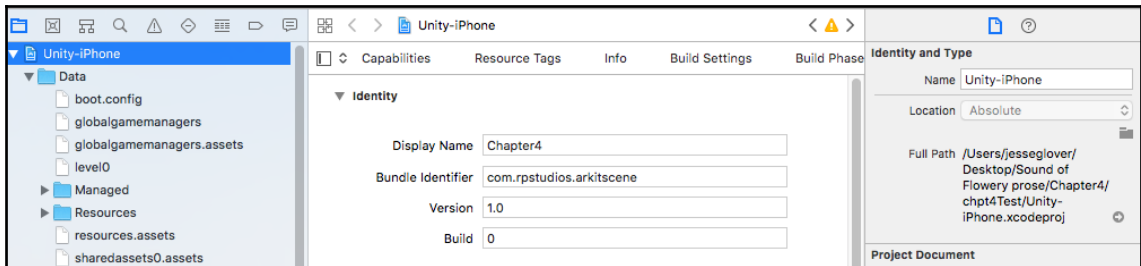 Unity-iPhone
Capabilities Resource Tags Info Build Settings Build Phase
Unity-iPhone
Data
boot.config
globalgamemanagers
globalgamemanagers.assets
level0
Managed
Resources
resources.assets
sharedassets0.assets
Identity
Display Name Chapter4
Bundle Identifier com.rpstudios.arkitscene
Version 1.0
Build 0
Identity and Type
Name Unity-iPhone
Location Absolute
Full Path /Users/jesseglover/
Desktop/Sound of
Flowery prose/Chapter4/
chpt4Test/Unity-
iPhone.xcodeproj
Project Document